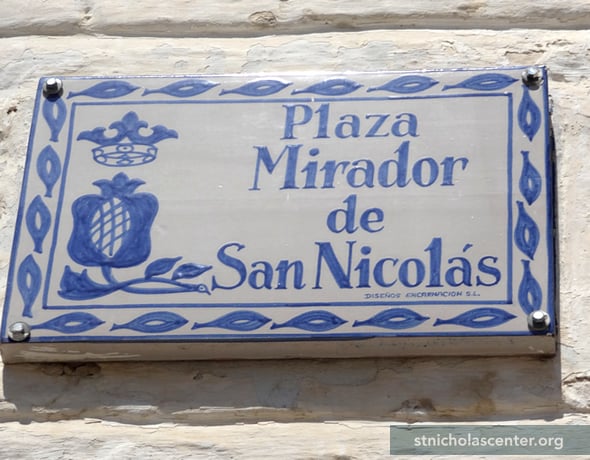 Plaza
Mirador
de
San Nicolás
DISEÑOS ENCARNACION S.L.
stnicholascenter.org